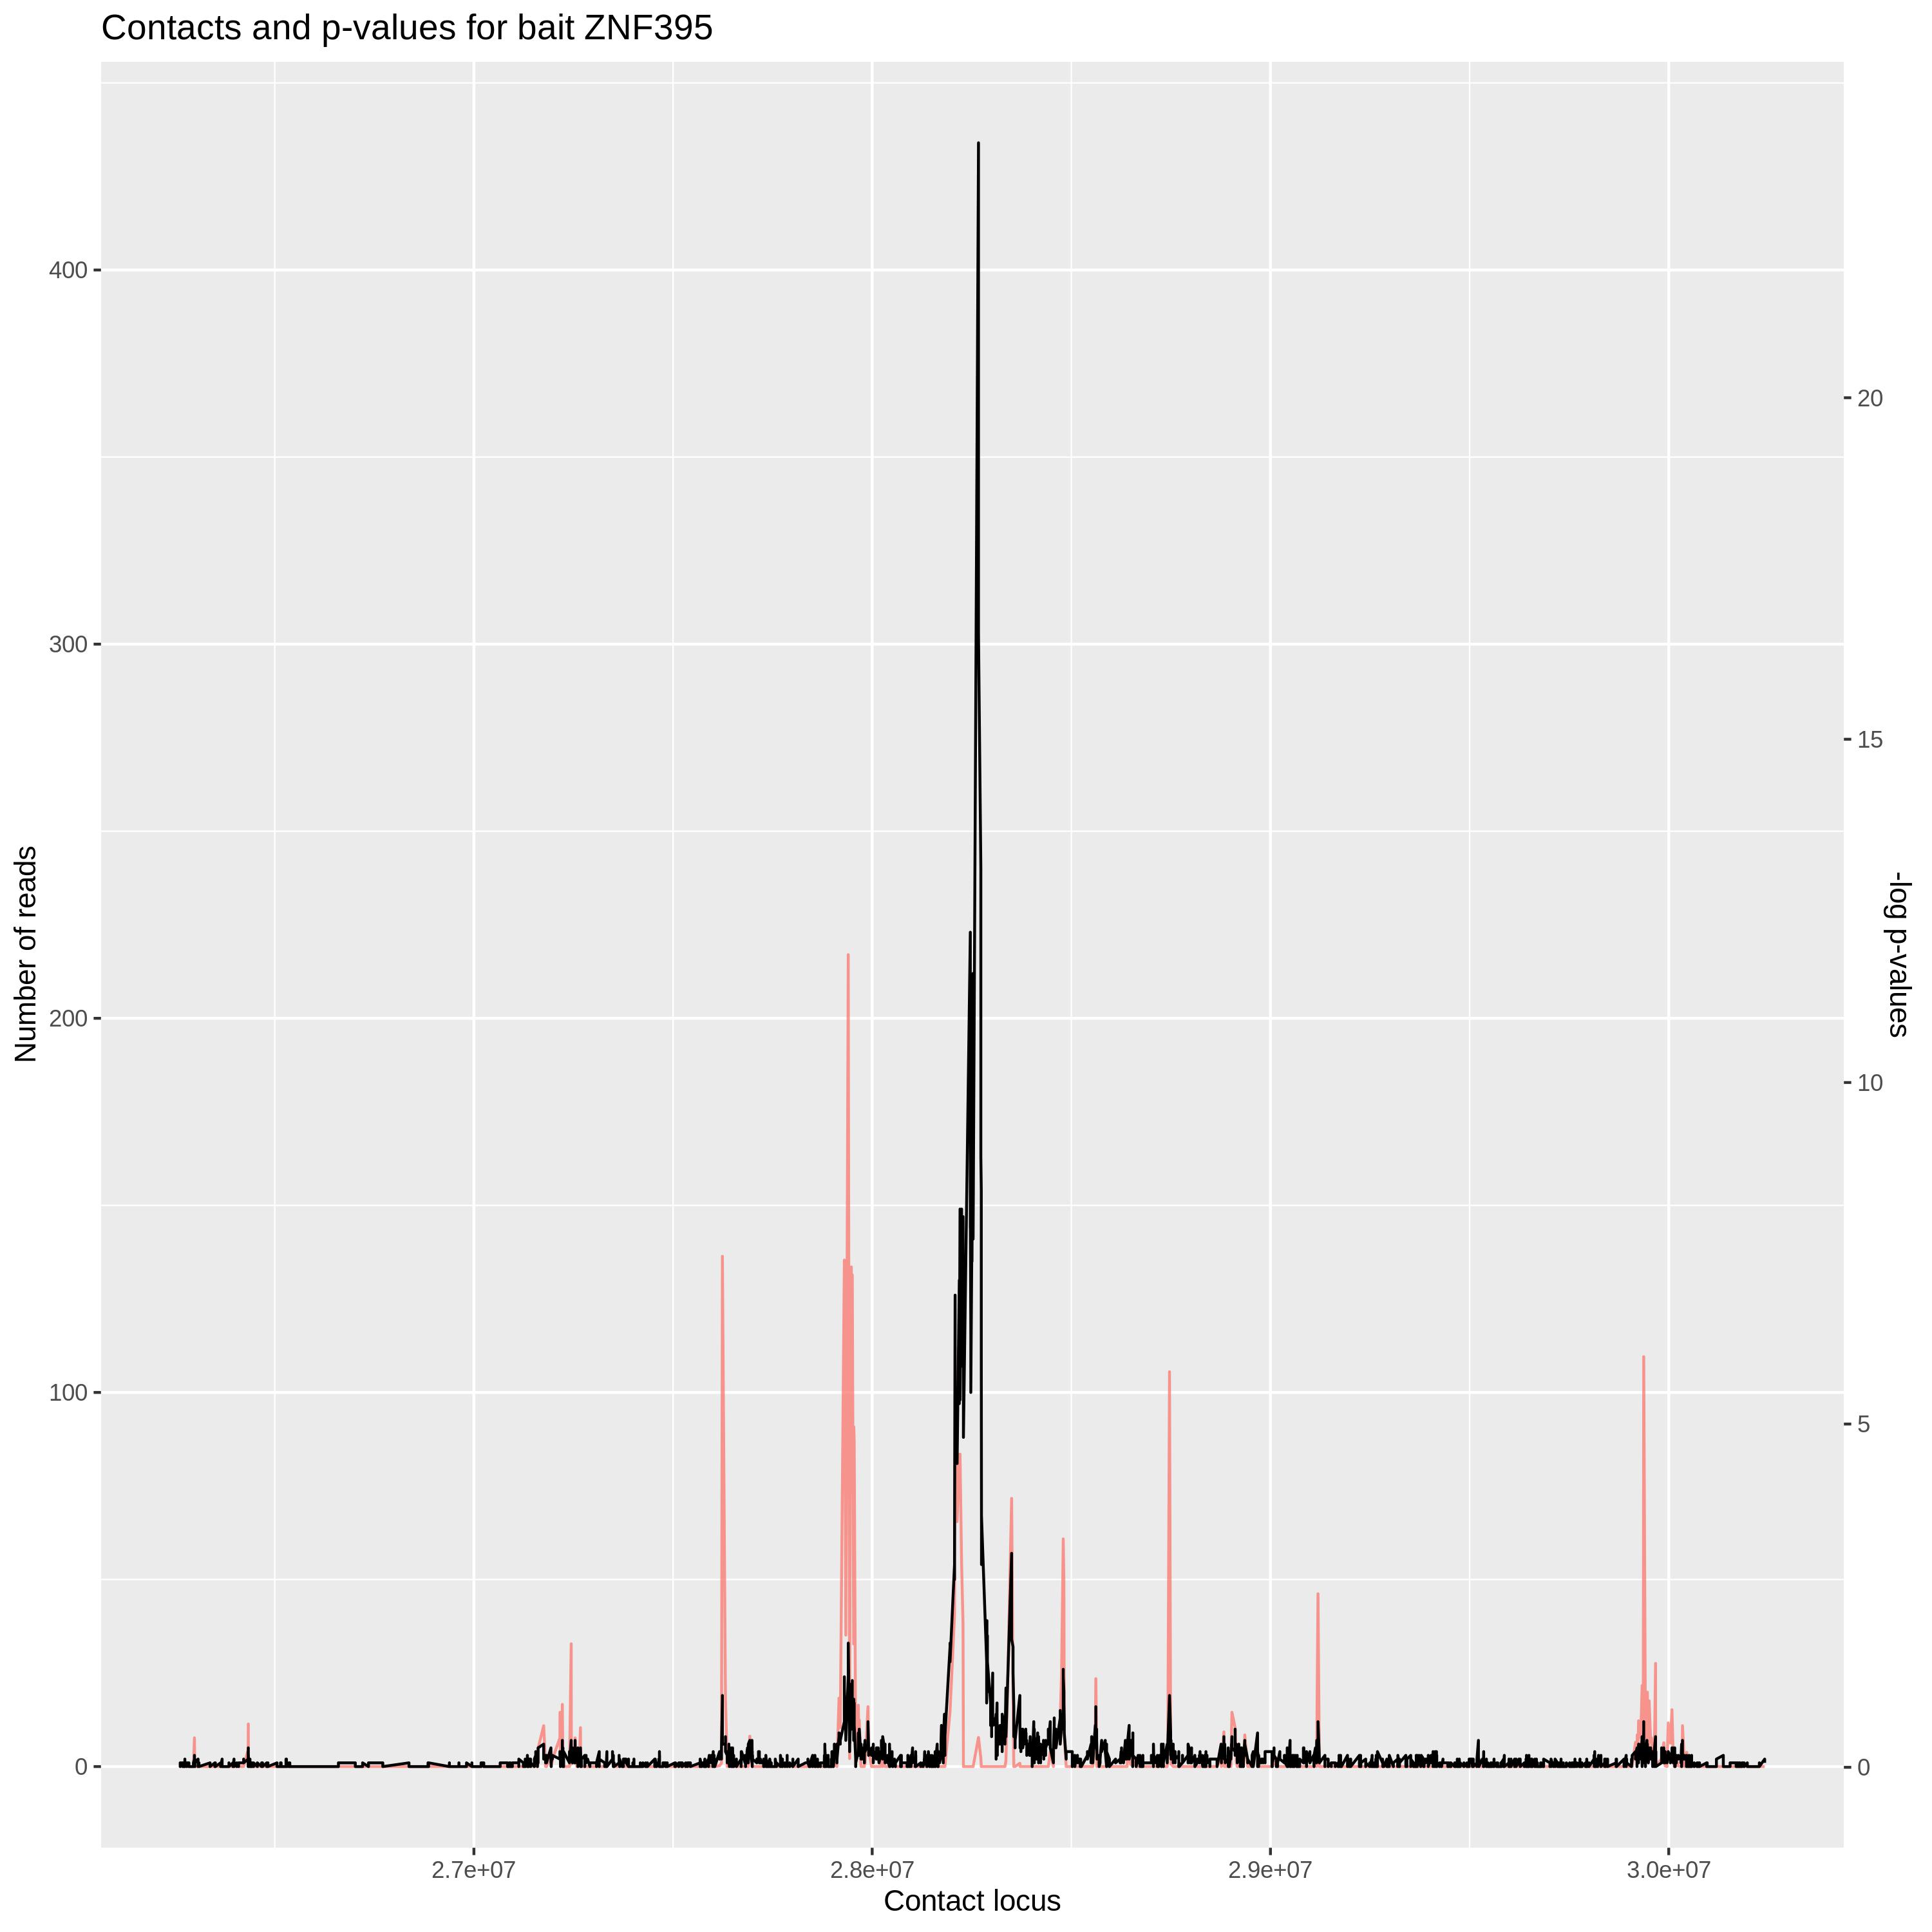 Contacts and p-values for bait ZNF395
400
300
200
100
0
Number of reads
20
15
10
5
0
-log p-values
2.7e+07
2.8e+07
2.9e+07
3.0e+07
Contact locus